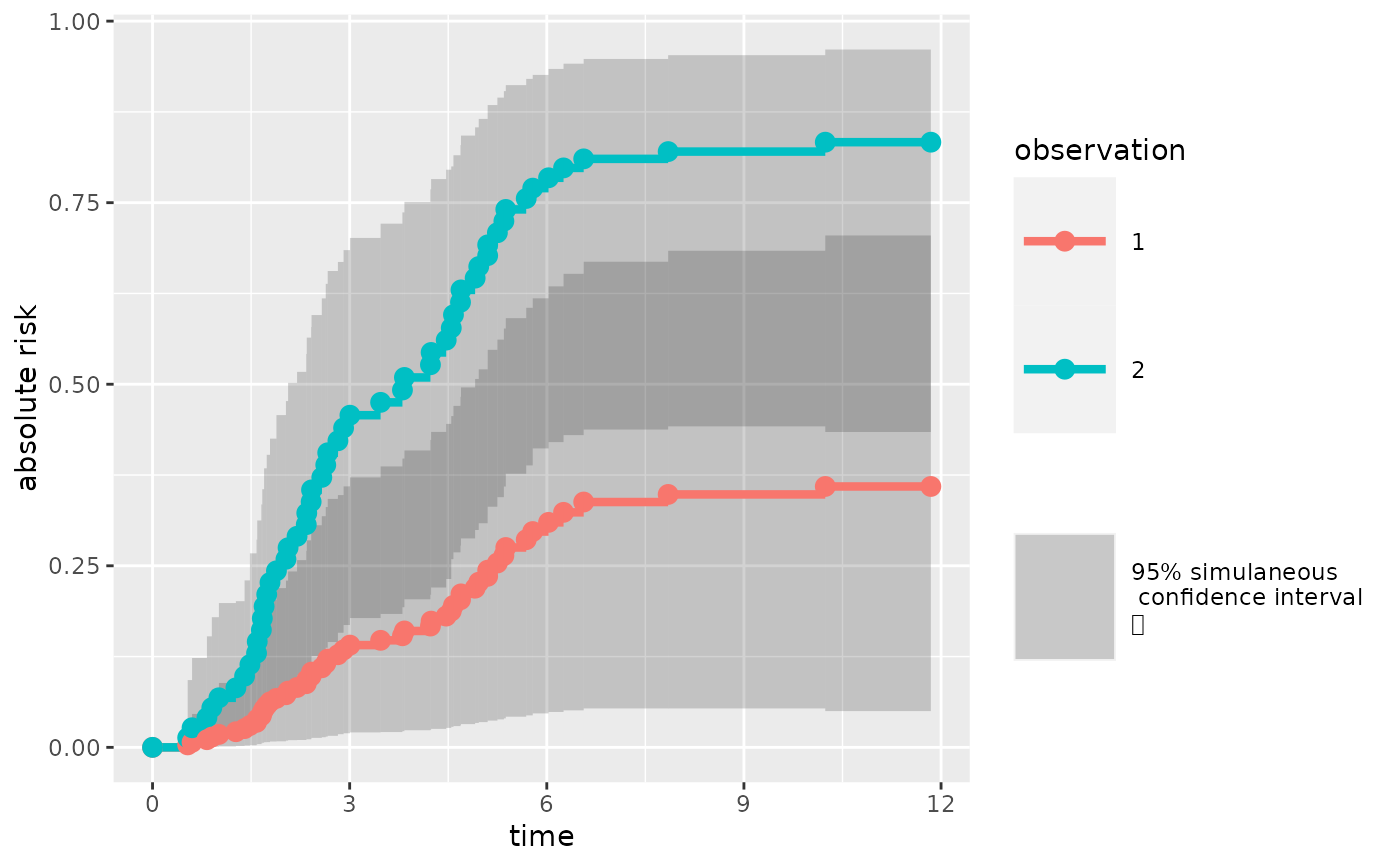 1.00
0.75
0.50
0.25
0.00
absolute risk
0
3
6
9
12
time
observation
1
2
95% simulaneous
confidence interval